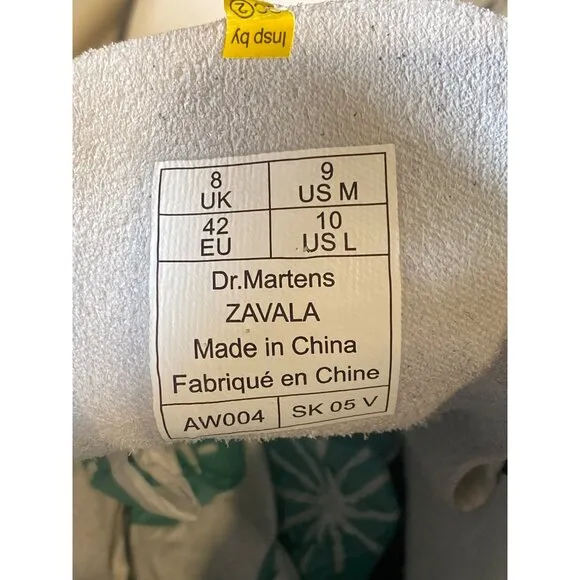 Insp by
8 UK
9 US M
42 EU
10 US L
Dr.Martens
ZAVALA
Made in China
Fabriqué en Chine
AW004
SK 05 V